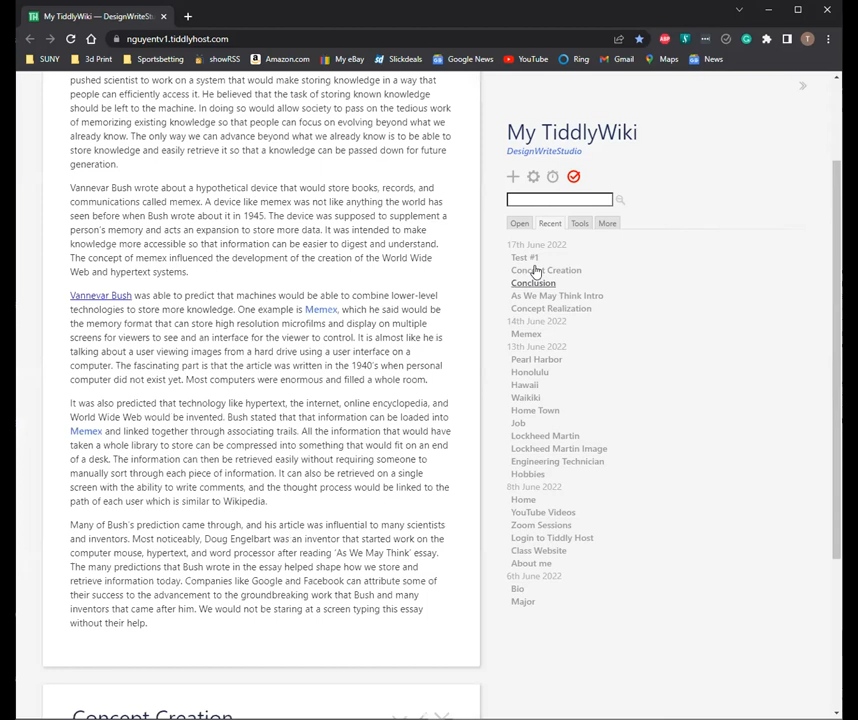 My TiddlyWiki — DesignWriteStu
nguyentv1.tiddlyhost.com
SUNY
3d Print
Sportsbetting
showRSS
Amazon.com
My eBay
Slickdeals
Google News
YouTube
Ring
Gmail
Maps
News
pushed scientist to work on a system that would make storing knowledge in a way that
people can efficiently access it. He believed that the task of storing known knowledge
should be left to the machine. In doing so would allow society to pass on the tedious work
of memorizing existing knowledge so that people can focus on evolving beyond what we
already know. The only way we can advance beyond what we already know is to be able to
store knowledge and easily retrieve it so that a knowledge can be passed down for future
generation.
Vannevar Bush wrote about a hypothetical device that would store books, records, and
communications called memex. A device like memex was not like anything the world has
seen before when Bush wrote about it in 1945. The device was supposed to supplement a
person's memory and acts an expansion to store more data. It was intended to make
knowledge more accessible so that information can be easier to digest and understand.
The concept of memex influenced the development of the creation of the World Wide
Web and hypertext systems.
Vannevar Bush was able to predict that machines would be able to combine lower-level
technologies to store more knowledge. One example is Memex, which he said would be
the memory format that can store high resolution microfilms and display on multiple
screens for viewers to see and an interface for the viewer to control. It is almost like he is
talking about a user viewing images from a hard drive using a user interface on a
computer. The fascinating part is that the article was written in the 1940's when personal
computer did not exist yet. Most computers were enormous and filled a whole room.
It was also predicted that technology like hypertext, the internet, online encyclopedia, and
World Wide Web would be invented. Bush stated that that information can be loaded into
Memex and linked together through associating trails. All the information that would have
taken a whole library to store can be compressed into something that would fit on an end
of a desk. The information can then be retrieved easily without requiring someone to
manually sort through each piece of information. It can also be retrieved on a single
screen with the ability to write comments, and the thought process would be linked to the
path of each user which is similar to Wikipedia.
Many of Bush's prediction came through, and his article was influential to many scientists
and inventors. Most noticeably, Doug Engelbart was an inventor that started work on the
computer mouse, hypertext, and word processor after reading 'As We May Think' essay.
The many predictions that Bush wrote in the essay helped shape how we store and
retrieve information today. Companies like Google and Facebook can attribute some of
their success to the advancement to the groundbreaking work that Bush and many
inventors that came after him. We would not be staring at a screen typing this essay
without their help.
Concept Creation
My TiddlyWiki
DesignWriteStudio
Open
Recent
Tools
More
17th June 2022
Test #1
Concept Creation
Conclusion
As We May Think Intro
Concept Realization
14th June 2022
Memex
13th June 2022
Pearl Harbor
Honolulu
Hawaii
Waikiki
Home Town
Job
Lockheed Martin
Lockheed Martin Image
Engineering Technician
Hobbies
8th June 2022
Home
YouTube Videos
Zoom Sessions
Login to Tiddly Host
Class Website
About me
6th June 2022
Bio
Major